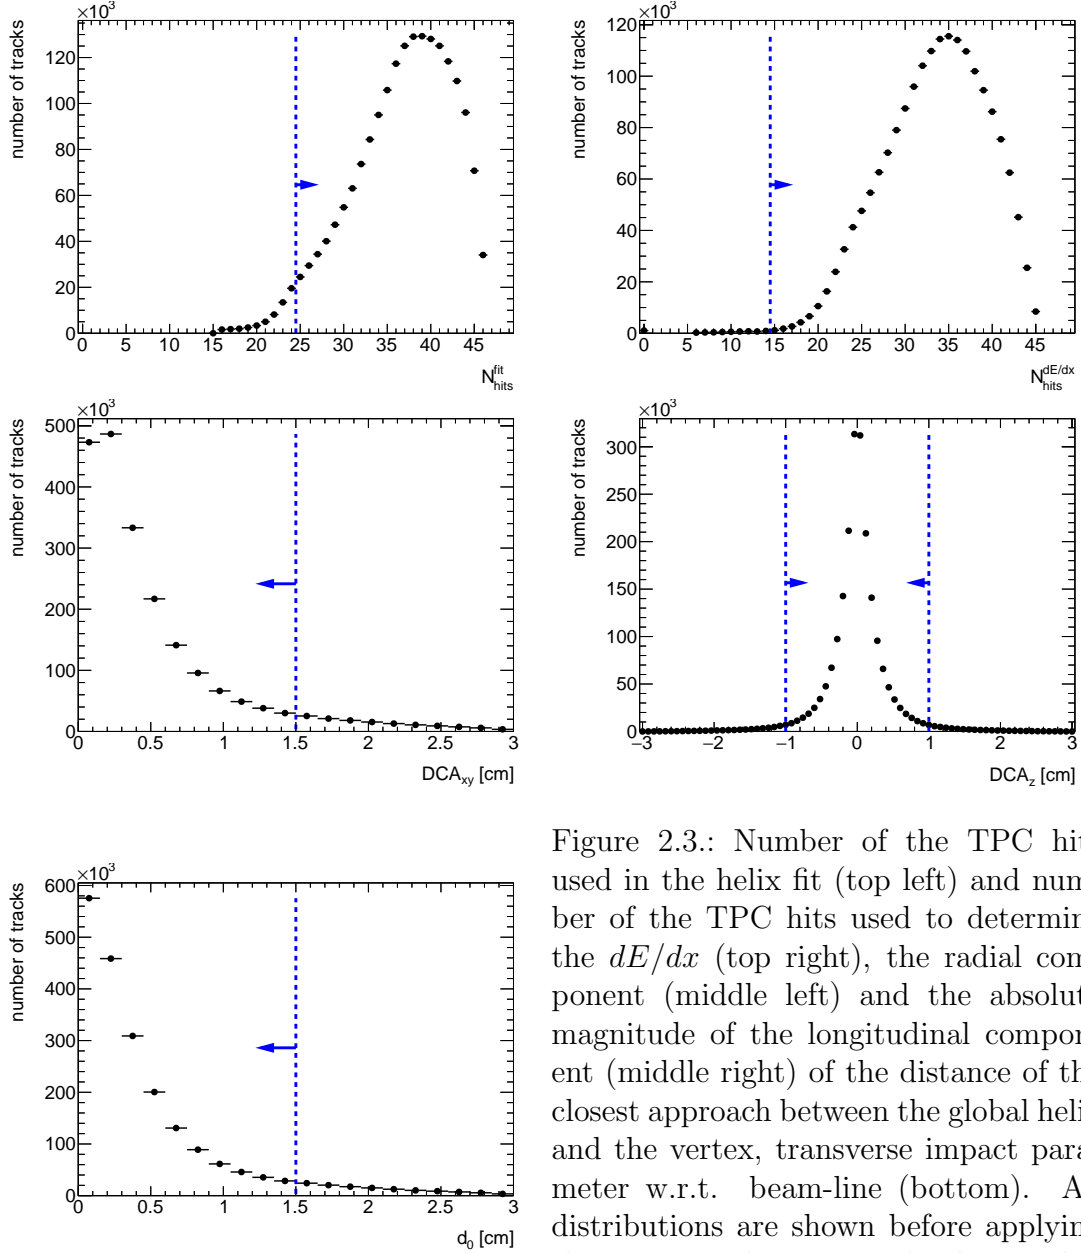 ×10³
number of tracks
120
100
80
60
40
20
0
0 5 10 15 20 25 30 35 40 45
N^fit_hits
×10³
number of tracks
120
100
80
60
40
20
0
0 5 10 15 20 25 30 35 40 45
N^dE/dx_hits
×10³
number of tracks
500
400
300
200
100
0
0 0.5 1 1.5 2 2.5 3
DCA_xy [cm]
×10³
number of tracks
300
250
200
150
100
50
0
−3 −2 −1 0 1 2 3
DCA_z [cm]
×10³
number of tracks
600
500
400
300
200
100
0
0 0.5 1 1.5 2 2.5 3
d_0 [cm]
Figure 2.3.: Number of the TPC hit
used in the helix fit (top left) and num
ber of the TPC hits used to determin
the dE/dx (top right), the radial com
ponent (middle left) and the absolut
magnitude of the longitudinal compon
ent (middle right) of the distance of th
closest approach between the global heli
and the vertex, transverse impact para
meter w.r.t. beam-line (bottom). A
distributions are shown before applyin